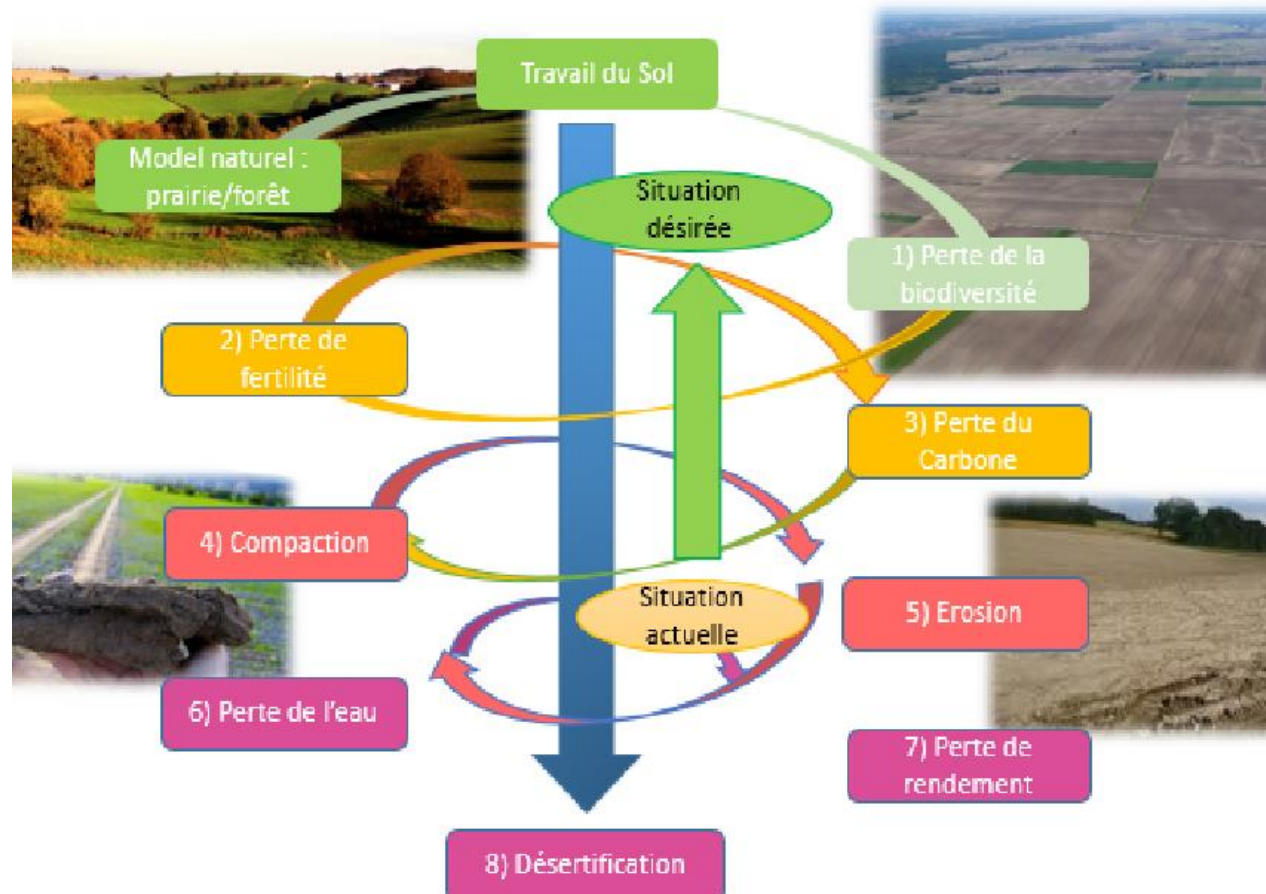 Travail du Sol
Model naturel :
prairie/forêt
Situation
désirée
1) Perte de la
biodiversité
2) Perte de
fertilité
3) Perte du
Carbone
4) Compaction
Situation
actuelle
5) Erosion
6) Perte de l'eau
7) Perte de
rendement
8) Désertification